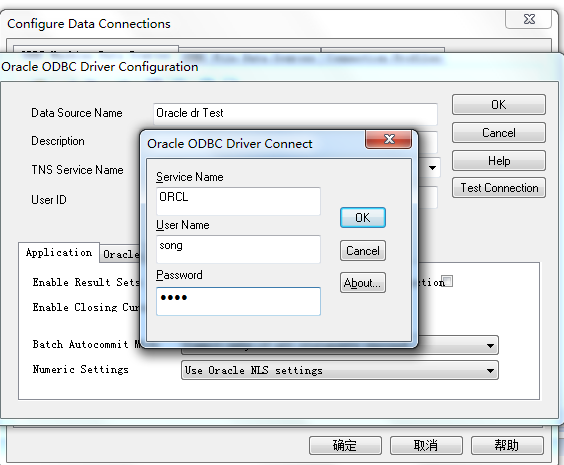 Configure Data Connections
Oracle ODBC Driver Configuration
Data Source Name
Oracle dr Test
OK
Description
Cancel
TNS Service Name
Help
User ID
Test Connection
Oracle ODBC Driver Connect
Service Name
ORCL
OK
User Name
song
Cancel
Password
••••
About...
Application
Oracle
Enable Result Sets
Enable Closing Cur
Batch Autocommit M
Numeric Settings
Use Oracle NLS settings
确定
取消
帮助